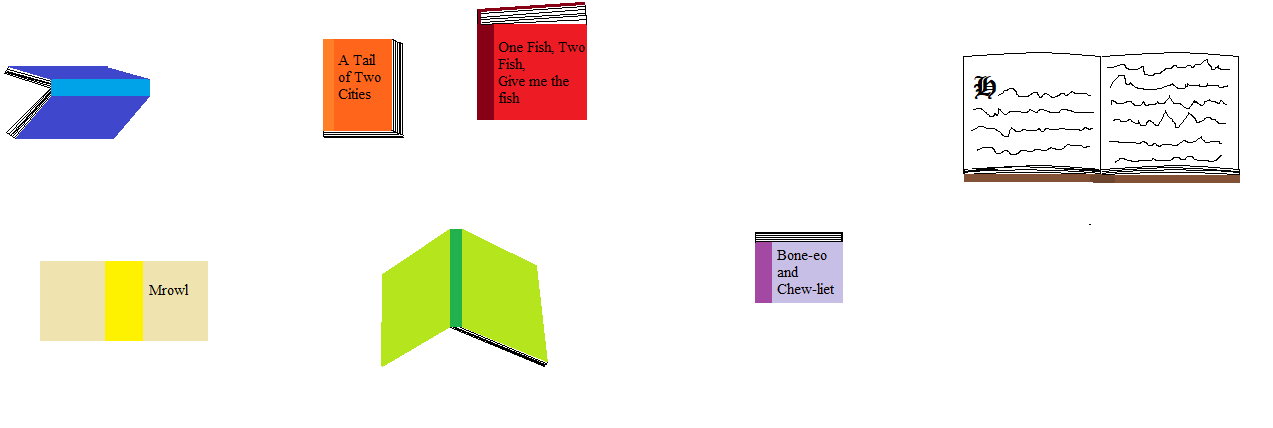 A Tail
of Two
Cities
One Fish, Two
Fish,
Give me the
fish
H
Mrowl
Bone-eo
and
Chew-liet